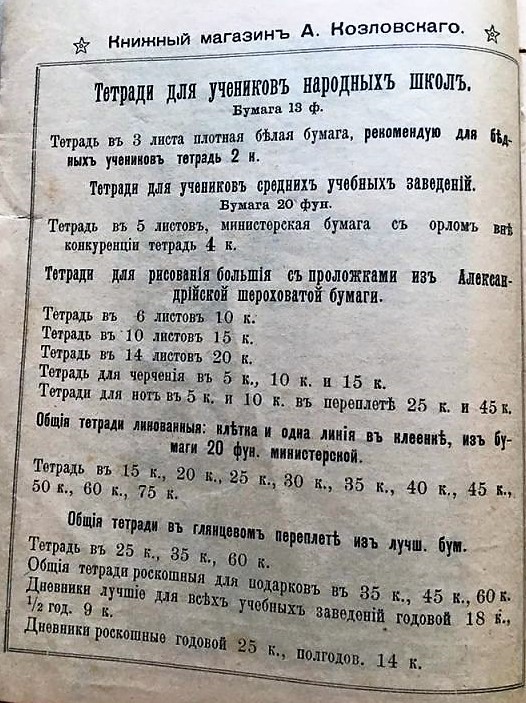 Книжный магазинъ А. Козловскаго.
Тетради для учениковъ народныхъ школъ.
Бумага 13 ф.
Тетрадь въ 3 листа плотная бѣлая бумага, рекомендую для бѣд-
ныхъ учениковъ тетрадь 2 к.
Тетради для учениковъ среднихъ учебныхъ заведеній.
Бумага 20 фун.
Тетрадь въ 5 листовъ, министерская бумага съ орломъ внѣ
конкуренціи тетрадь 4 к.
Тетради для рисованія большія съ проложками изъ Алексан-
дрійской шероховатой бумаги.
Тетрадь въ 6 листовъ 10 к.
Тетрадь въ 10 листовъ 15 к.
Тетрадь въ 14 листовъ 20 к.
Тетрадь для черченія въ 5 к., 10 к. и 15 к.
Тетради для нотъ въ 5 к. и 10 к. въ переплетѣ 25 к. и 45 к.
Общія тетради линованныя: клѣтка и одна линія въ клеенкѣ, изъ бу-
маги 20 фун. министерской.
Тетрадь въ 15 к., 20 к., 25 к., 30 к., 35 к., 40 к., 45 к.,
50 к., 60 к., 75 к.
Общія тетради въ глянцевомъ переплетѣ изъ лучш. бум.
Тетрадь въ 25 к., 35 к., 60 к.
Общія тетради роскошныя для подарковъ въ 35 к., 45 к., 60 к.
Дневники лучшіе для всѣхъ учебныхъ заведеній годовой 18 к.,
1/2 год. 9 к.
Дневники роскошные годовой 25 к., полгодов. 14 к.